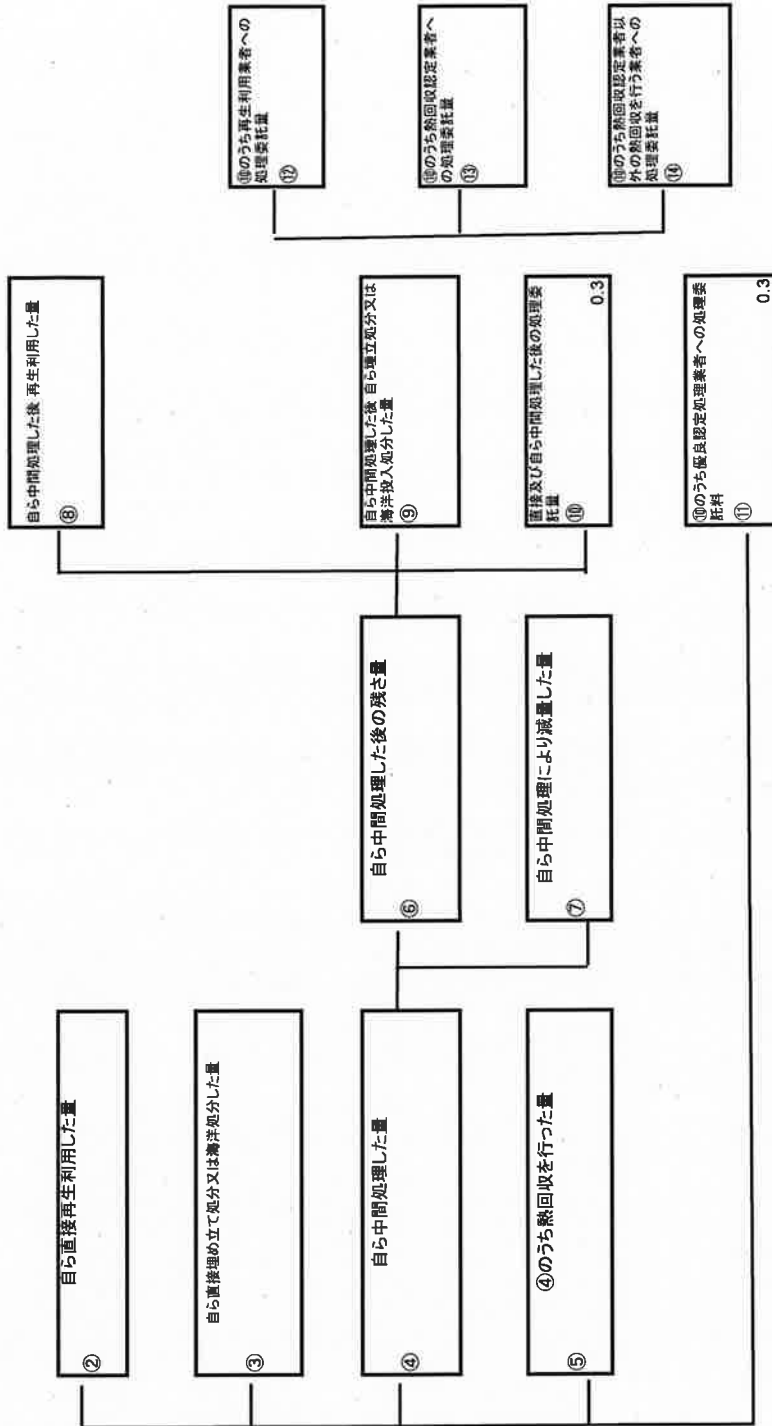 ②
自ら直接再生利用した量
③
自ら直接埋め立て処分又は海洋処分した量
④
自ら中間処理した量
⑤
④のうち熱回収を行った量
⑥
自ら中間処理した後の残さ量
⑦
自ら中間処理により減量した量
自ら中間処理した後 再生利用した量
⑧
自ら中間処理した後 自ら埋立処分又は
海洋投入処分した量
⑨
直接及び自ら中間処理した後の処理委
託量
⑩
0.3
⑩のうち優良認定処理業者への処理委
託料
⑪
0.3
⑩のうち再生利用業者への
処理委託量
⑫
⑩のうち熱回収認定業者へ
の処理委託量
⑬
⑩のうち熱回収認定業者以
外の熱回収を行う業者への
処理委託量
⑭